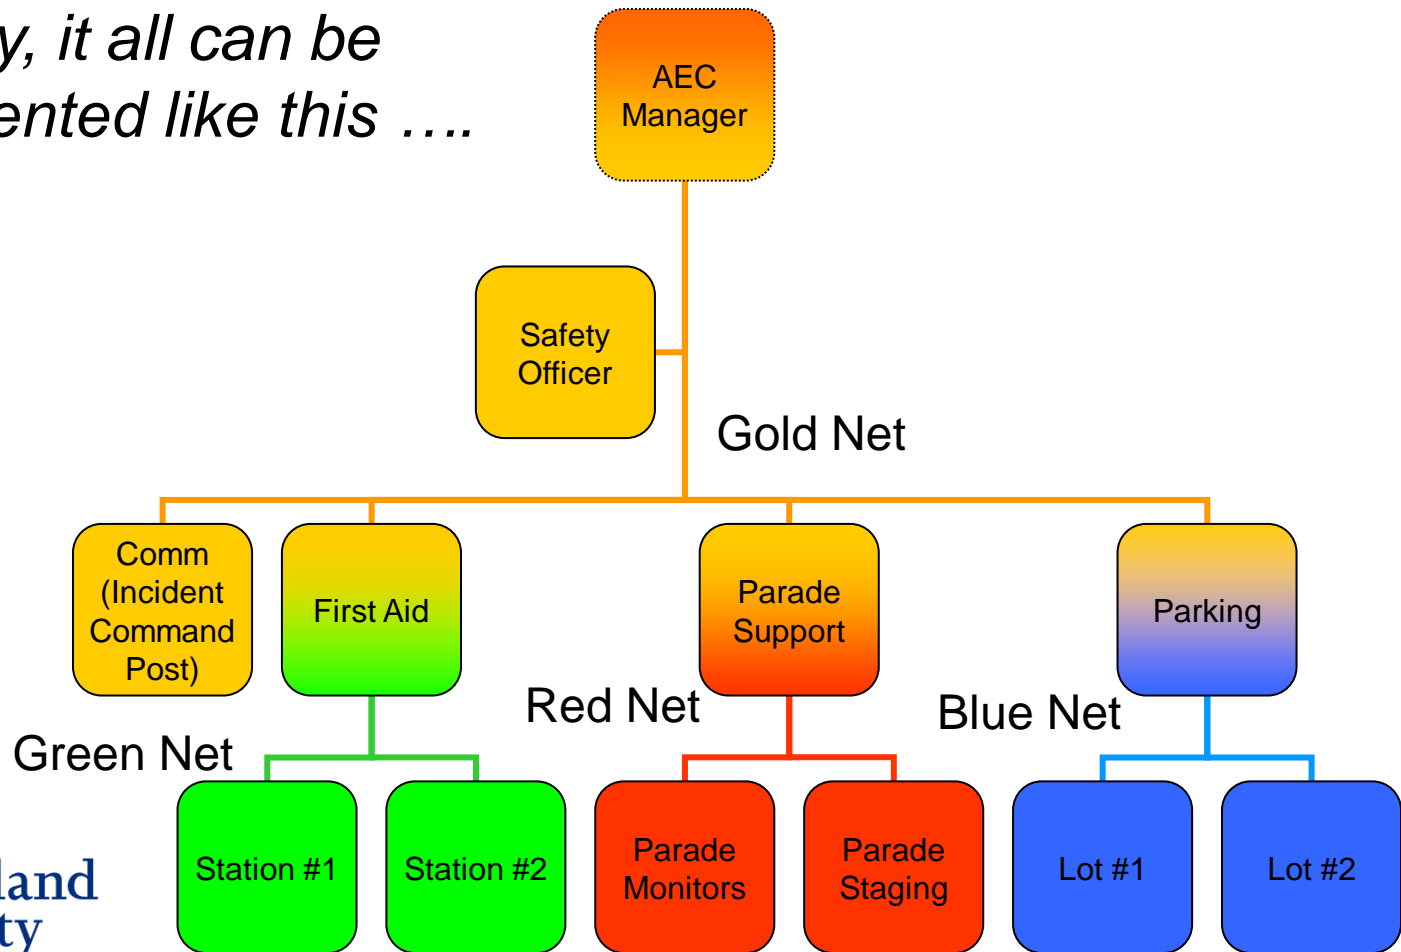 y, it all can be
ented like this ….
AEC
Manager
Safety
Officer
Gold Net
Comm
(Incident
Command
Post)
First Aid
Parade
Support
Parking
Red Net
Blue Net
Green Net
Station #1
Station #2
Parade
Monitors
Parade
Staging
Lot #1
Lot #2
land
ty